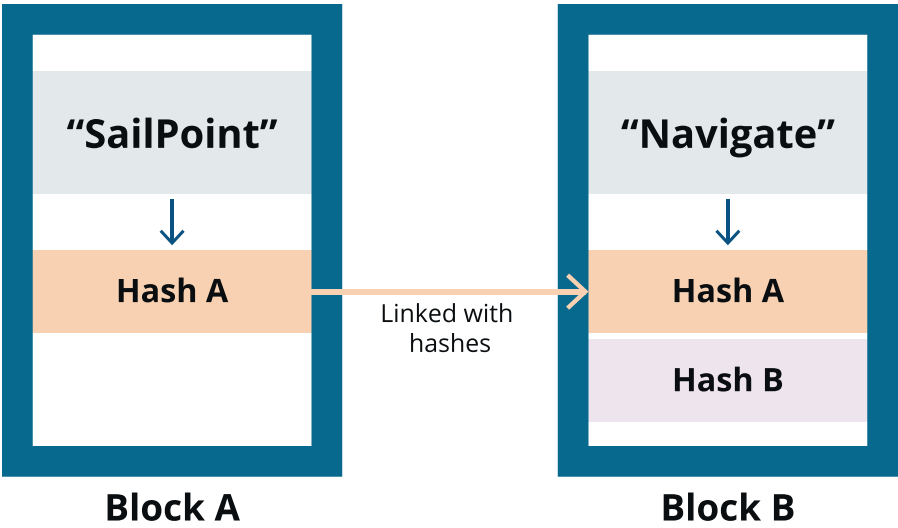 “SailPoint”
Hash A
Block A
Linked with
hashes
“Navigate”
Hash A
Hash B
Block B